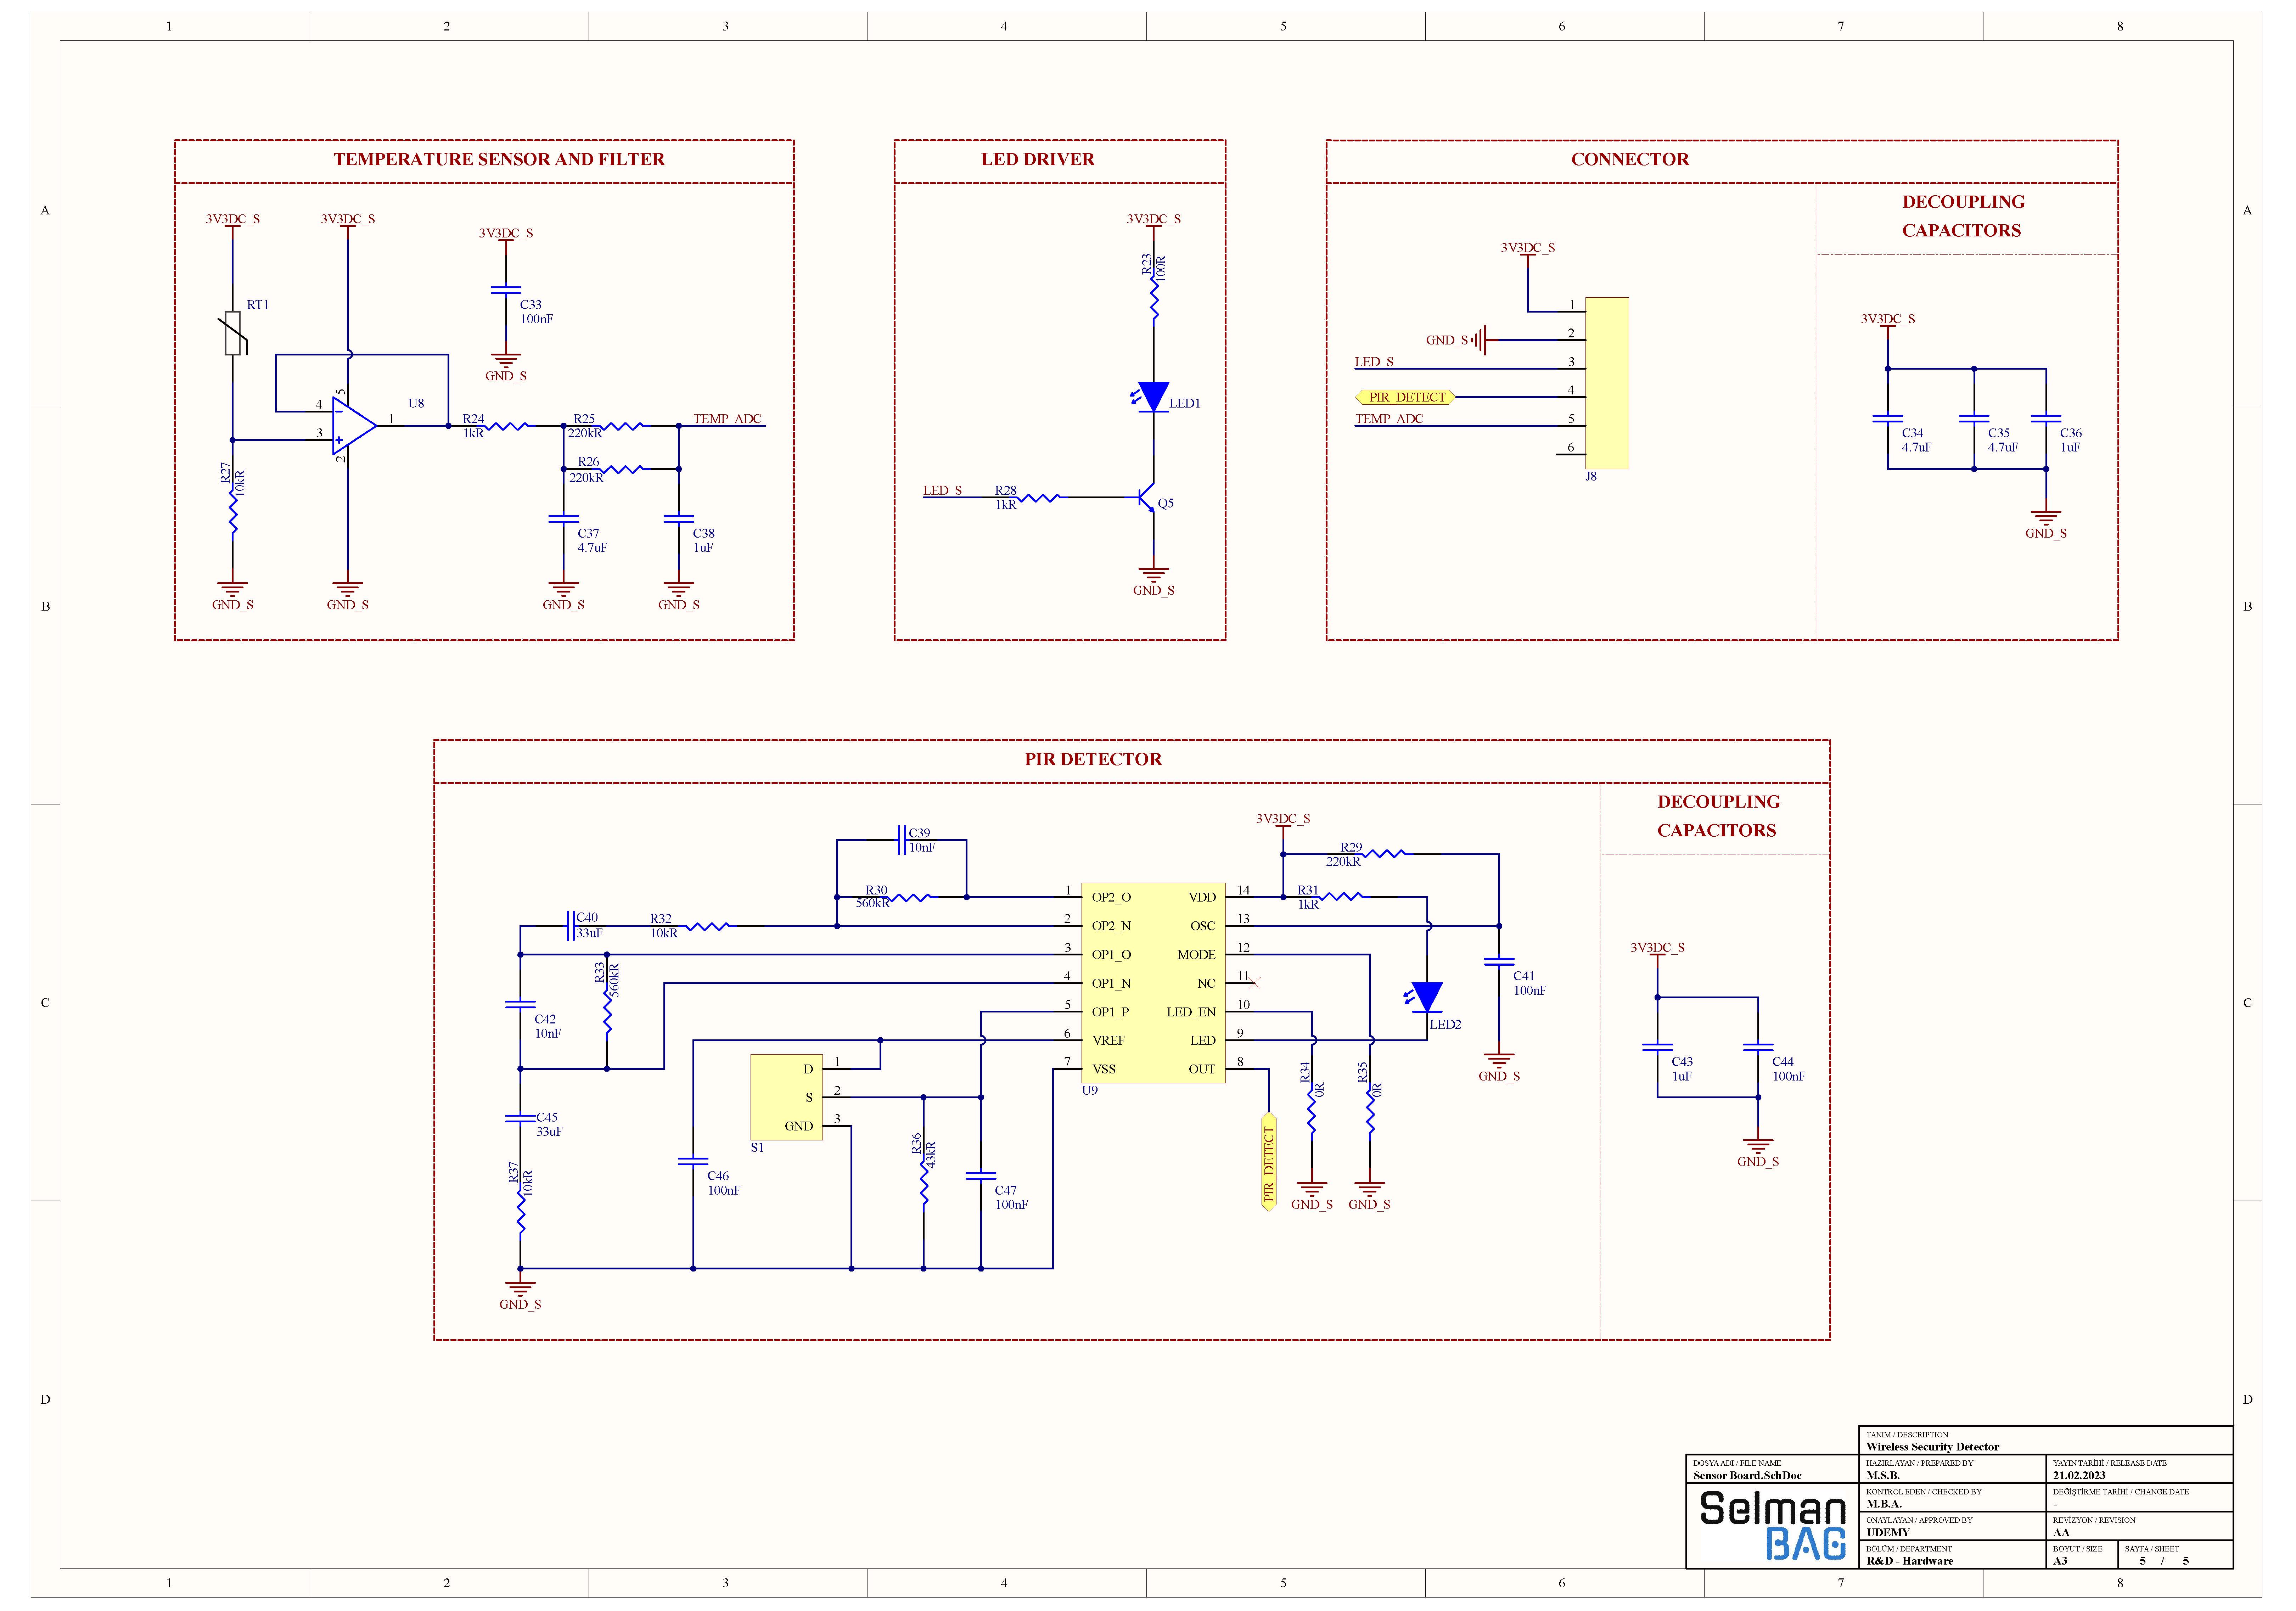 1 2 3 4 5 6 7 8
A A
B B
C C
D D
TEMPERATURE SENSOR AND FILTER
3V3DC_S
3V3DC_S
3V3DC_S
RT1
C33
100nF
GND_S
5
4
3
2
1
U8
R24
1kR
R25
220kR
R26
220kR
TEMP_ADC
R27
10kR
C37
4.7uF
C38
1uF
GND_S
GND_S
GND_S
GND_S
LED DRIVER
3V3DC_S
R23
100R
LED1
LED_S
R28
1kR
Q5
GND_S
CONNECTOR
3V3DC_S
GND_S
LED_S
PIR_DETECT
TEMP_ADC
1
2
3
4
5
6
J8
DECOUPLING
CAPACITORS
3V3DC_S
C34
4.7uF
C35
4.7uF
C36
1uF
GND_S
PIR DETECTOR
C39
10nF
R30
560kR
C40
33uF
R32
10kR
R33
560kR
C42
10nF
C45
33uF
R37
10kR
GND_S
C46
100nF
D 1
S 2
GND 3
S1
R36
43kR
C47
100nF
1 OP2_O
2 OP2_N
3 OP1_O
4 OP1_N
5 OP1_P
6 VREF
7 VSS
VDD 14
OSC 13
MODE 12
NC 11
LED_EN 10
LED 9
OUT 8
U9
3V3DC_S
R29
220kR
R31
1kR
C41
100nF
GND_S
LED2
R34
0R
R35
0R
PIR_DETECT
GND_S
GND_S
DECOUPLING
CAPACITORS
3V3DC_S
C43
1uF
C44
100nF
GND_S
TANIM / DESCRIPTION
Wireless Security Detector
DOSYA ADI / FILE NAME
Sensor Board.SchDoc
HAZIRLAYAN / PREPARED BY
M.S.B.
YAYIN TARİHİ / RELEASE DATE
21.02.2023
Selman
BAG
KONTROL EDEN / CHECKED BY
M.B.A.
DEĞİŞTİRME TARİHİ / CHANGE DATE
-
ONAYLAYAN / APPROVED BY
UDEMY
REVİZYON / REVISION
AA
BÖLÜM / DEPARTMENT
R&D - Hardware
BOYUT / SIZE
A3
SAYFA / SHEET
5 / 5
1 2 3 4 5 6 7 8